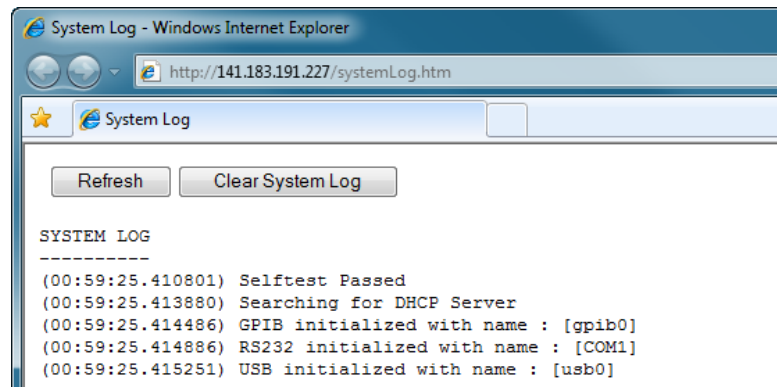 System Log - Windows Internet Explorer
http://141.183.191.227/systemLog.htm
System Log
Refresh Clear System Log
SYSTEM LOG
----------
(00:59:25.410801) Selftest Passed
(00:59:25.413880) Searching for DHCP Server
(00:59:25.414486) GPIB initialized with name : [gpib0]
(00:59:25.414886) RS232 initialized with name : [COM1]
(00:59:25.415251) USB initialized with name : [usb0]